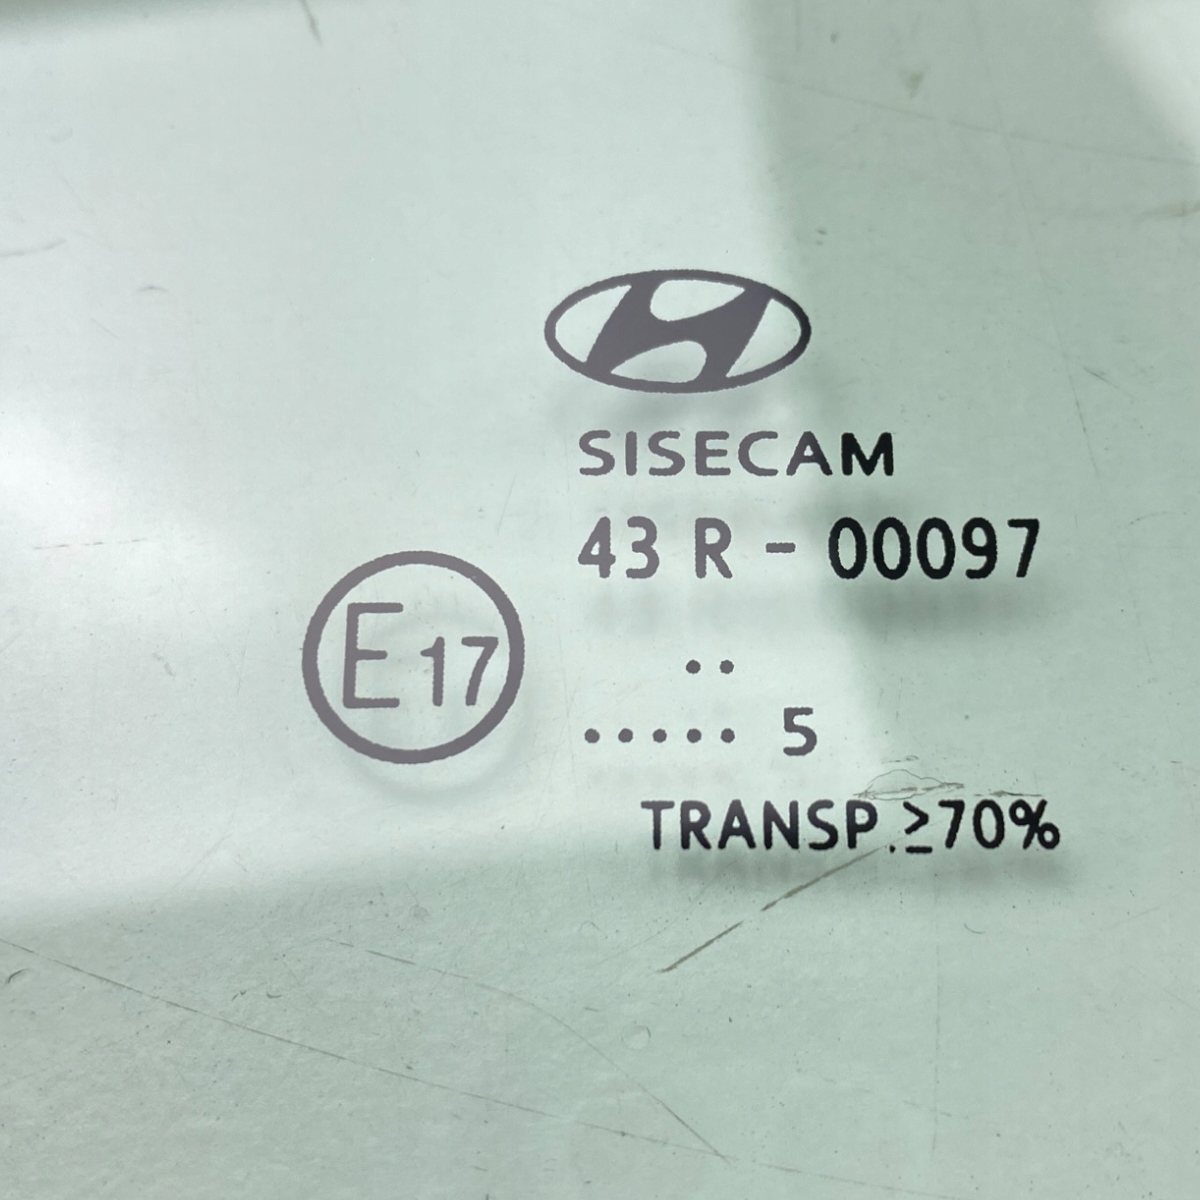 SISECAM
43 R - 00097
E17
..
..... 5
TRANSP. ≥70%